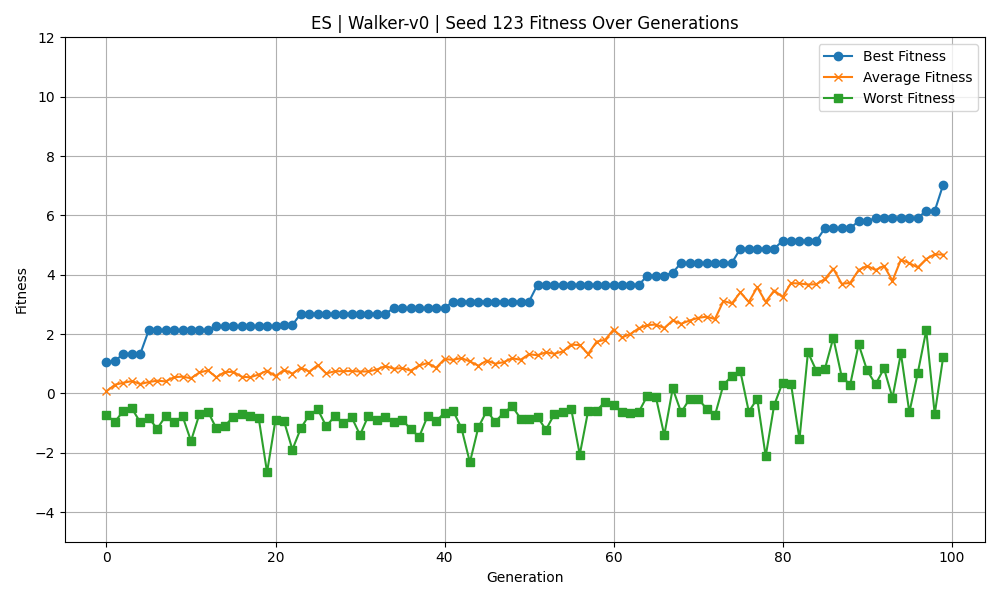 ES | Walker-v0 | Seed 123 Fitness Over Generations
Best Fitness
Average Fitness
Worst Fitness
12
10
8
6
4
2
0
−2
−4
Fitness
0 20 40 60 80 100
Generation